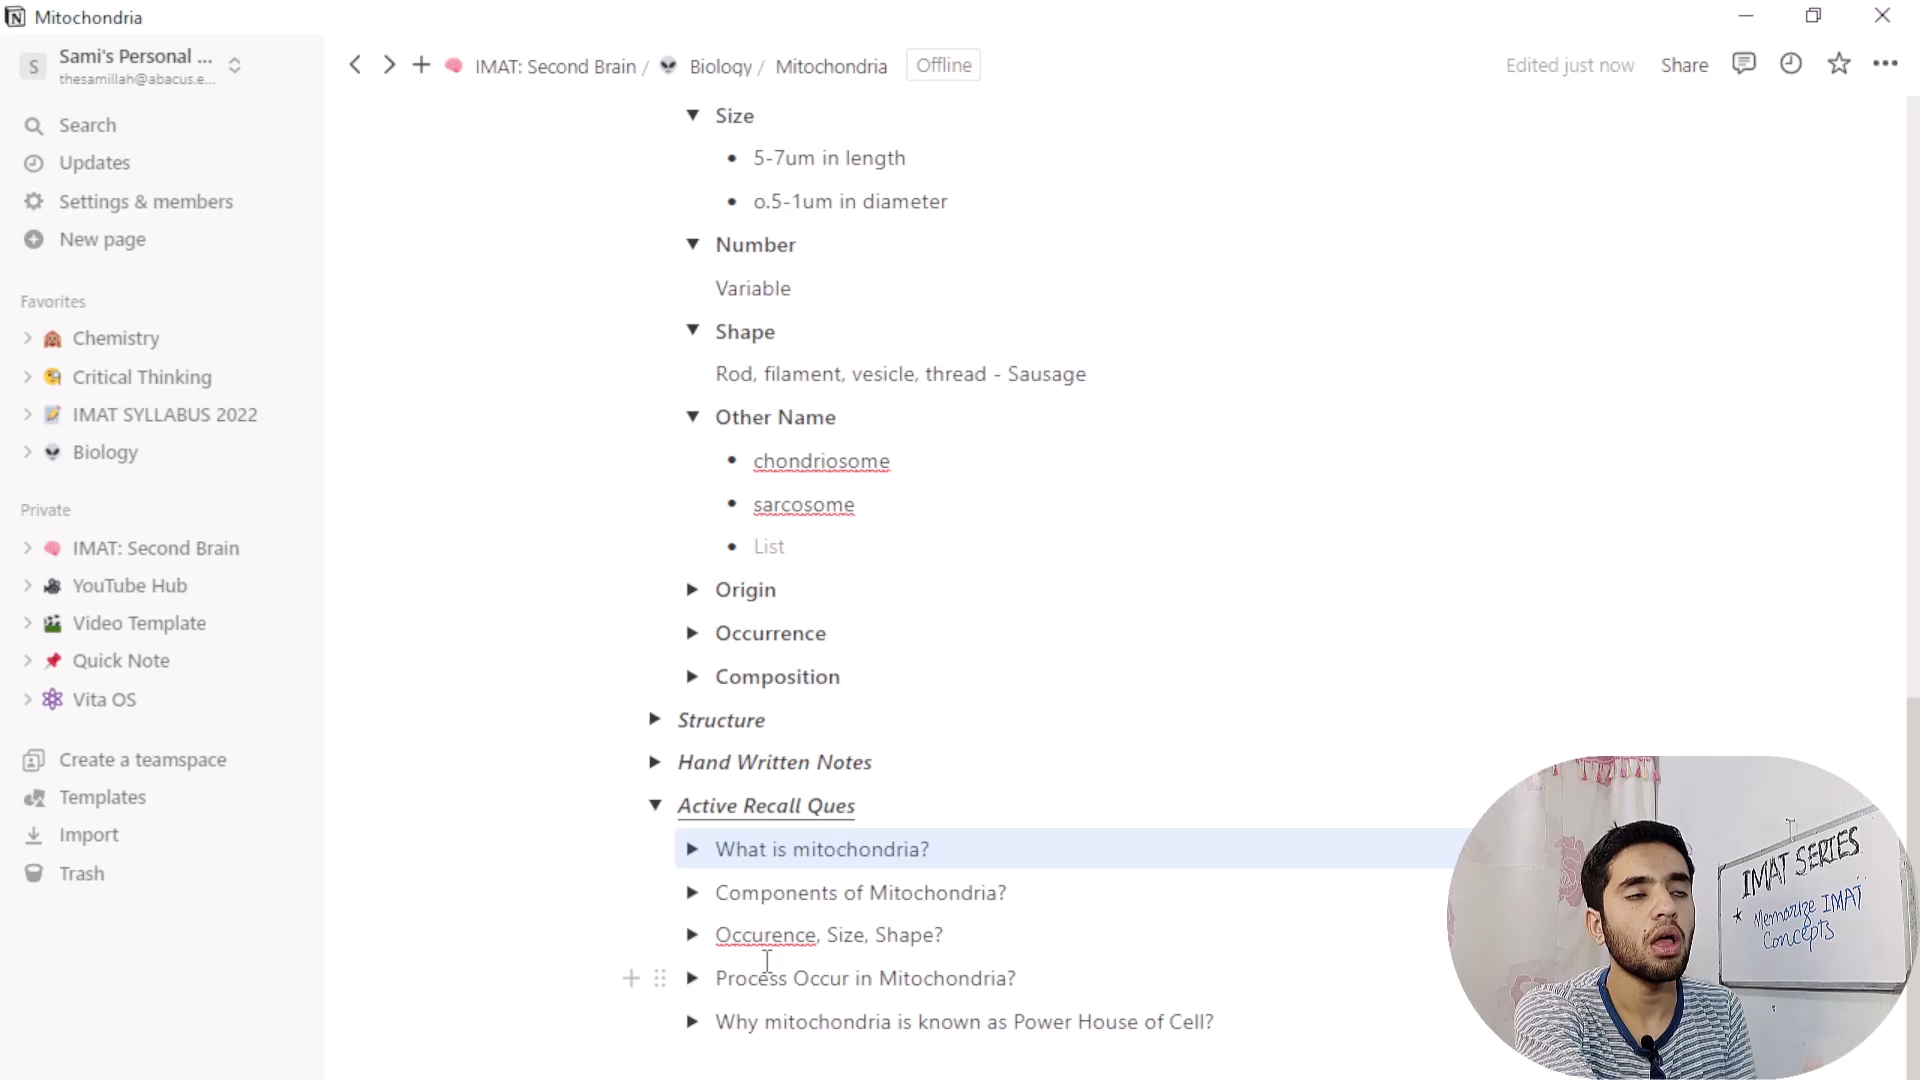 Mitochondria
S
Sami's Personal ...
thesamillah@abacus.e...
Search
Updates
Settings & members
New page
Favorites
Chemistry
Critical Thinking
IMAT SYLLABUS 2022
Biology
Private
IMAT: Second Brain
YouTube Hub
Video Template
Quick Note
Vita OS
Create a teamspace
Templates
Import
Trash
IMAT: Second Brain / Biology / Mitochondria Offline
Edited just now Share
Size
5-7um in length
o.5-1um in diameter
Number
Variable
Shape
Rod, filament, vesicle, thread - Sausage
Other Name
chondriosome
sarcosome
List
Origin
Occurrence
Composition
Structure
Hand Written Notes
Active Recall Ques
What is mitochondria?
Components of Mitochondria?
Occurence, Size, Shape?
Process Occur in Mitochondria?
Why mitochondria is known as Power House of Cell?
IMAT SERIES
* Memorize IMAT
Concepts